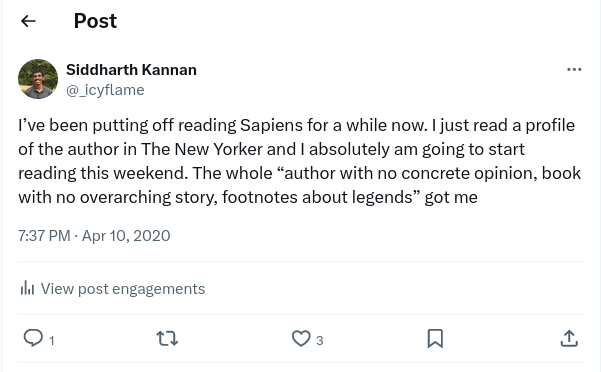 Post
Siddharth Kannan
@_icyflame
I’ve been putting off reading Sapiens for a while now. I just read a profile
of the author in The New Yorker and I absolutely am going to start
reading this weekend. The whole “author with no concrete opinion, book
with no overarching story, footnotes about legends” got me
7:37 PM · Apr 10, 2020
View post engagements
1
3